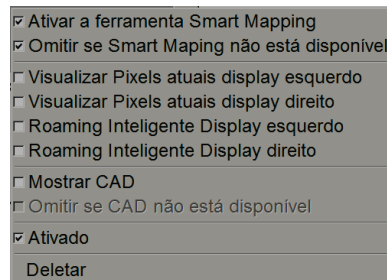 Ativar a ferramenta Smart Mapping
Omitir se Smart Maping não está disponível
Visualizar Pixels atuais display esquerdo
Visualizar Pixels atuais display direito
Roaming Inteligente Display esquerdo
Roaming Inteligente Display direito
Mostrar CAD
Omitir se CAD não está disponível
Ativado
Deletar